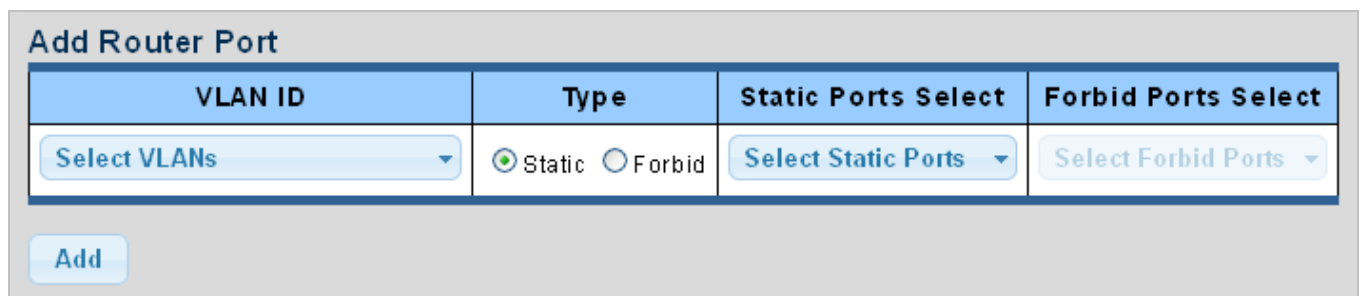 Add Router Port
VLAN ID Type Static Ports Select Forbid Ports Select
Select VLANs Static Forbid Select Static Ports Select Forbid Ports
Add